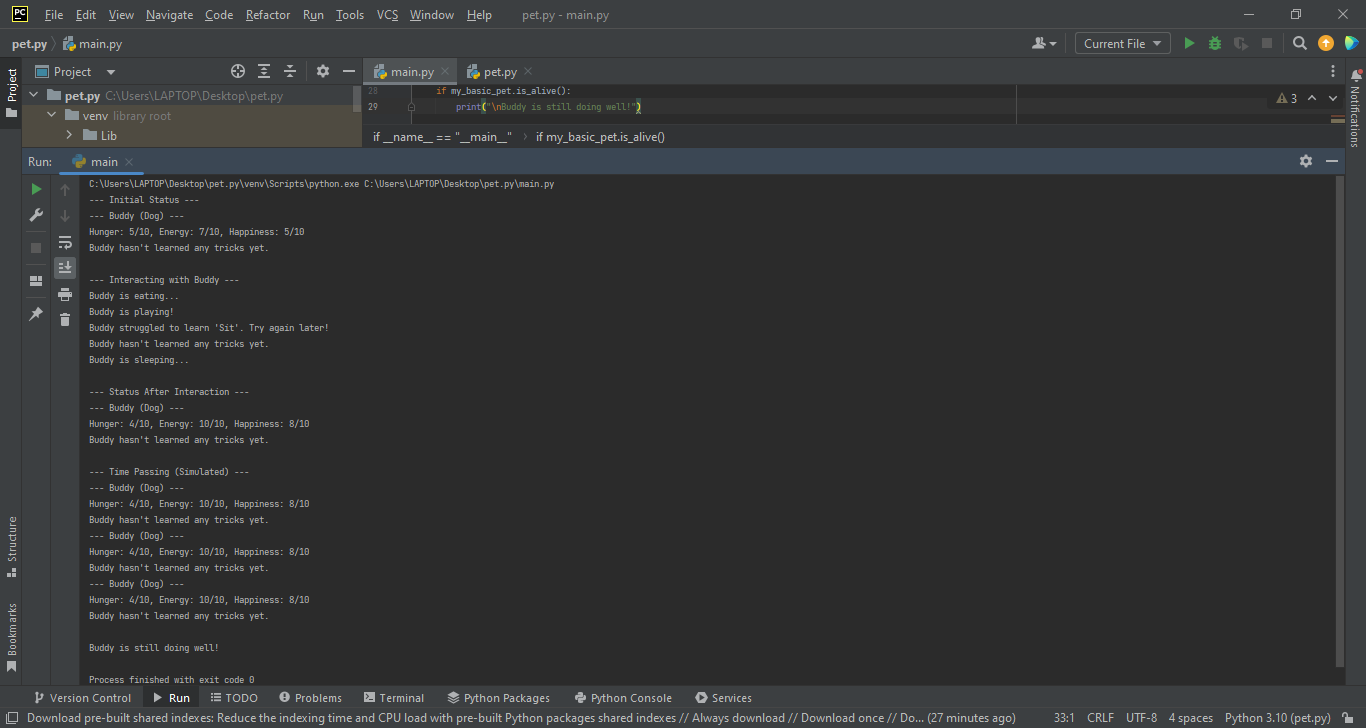 PC File Edit View Navigate Code Refactor Run Tools VCS Window Help pet.py - main.py
pet.py main.py Current File
Project main.py pet.py
pet.py C:\Users\LAPTOP\Desktop\pet.py
venv library root
Lib
28 if my_basic_pet.is_alive():
29 print("\nBuddy is still doing well!")
3
if __name__ == "__main__" › if my_basic_pet.is_alive()
Project
Notifications
Structure
Bookmarks
Run: main
C:\Users\LAPTOP\Desktop\pet.py\venv\Scripts\python.exe C:\Users\LAPTOP\Desktop\pet.py\main.py
--- Initial Status ---
--- Buddy (Dog) ---
Hunger: 5/10, Energy: 7/10, Happiness: 5/10
Buddy hasn't learned any tricks yet.
--- Interacting with Buddy ---
Buddy is eating...
Buddy is playing!
Buddy struggled to learn 'Sit'. Try again later!
Buddy hasn't learned any tricks yet.
Buddy is sleeping...
--- Status After Interaction ---
--- Buddy (Dog) ---
Hunger: 4/10, Energy: 10/10, Happiness: 8/10
Buddy hasn't learned any tricks yet.
--- Time Passing (Simulated) ---
--- Buddy (Dog) ---
Hunger: 4/10, Energy: 10/10, Happiness: 8/10
Buddy hasn't learned any tricks yet.
--- Buddy (Dog) ---
Hunger: 4/10, Energy: 10/10, Happiness: 8/10
Buddy hasn't learned any tricks yet.
--- Buddy (Dog) ---
Hunger: 4/10, Energy: 10/10, Happiness: 8/10
Buddy hasn't learned any tricks yet.
Buddy is still doing well!
Process finished with exit code 0
Version Control Run TODO Problems Terminal Python Packages Python Console Services
Download pre-built shared indexes: Reduce the indexing time and CPU load with pre-built Python packages shared indexes // Always download // Download once // Do... (27 minutes ago) 33:1 CRLF UTF-8 4 spaces Python 3.10 (pet.py)